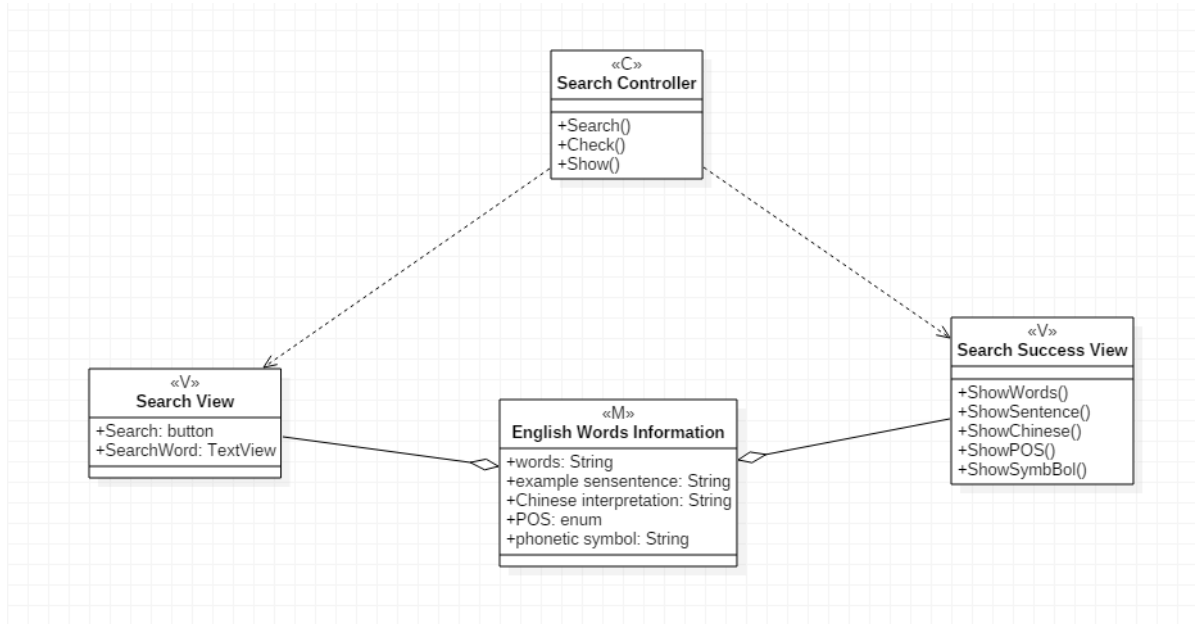 «C»
Search Controller
+Search()
+Check()
+Show()
«V»
Search View
+Search: button
+SearchWord: TextView
«M»
English Words Information
+words: String
+example sensentence: String
+Chinese interpretation: String
+POS: enum
+phonetic symbol: String
«V»
Search Success View
+ShowWords()
+ShowSentence()
+ShowChinese()
+ShowPOS()
+ShowSymbBol()